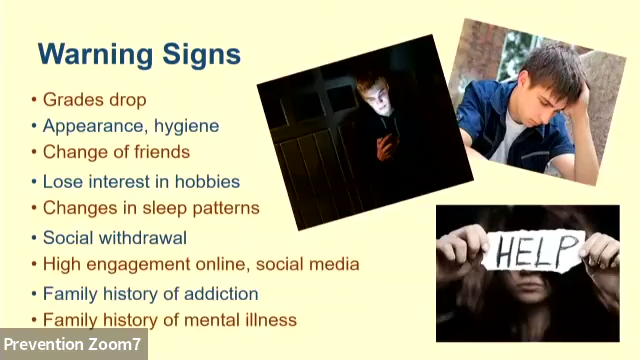 Warning Signs
• Grades drop
• Appearance, hygiene
• Change of friends
• Lose interest in hobbies
• Changes in sleep patterns
• Social withdrawal
• High engagement online, social media
• Family history of addiction
• Family history of mental illness
HELP
Prevention Zoom7